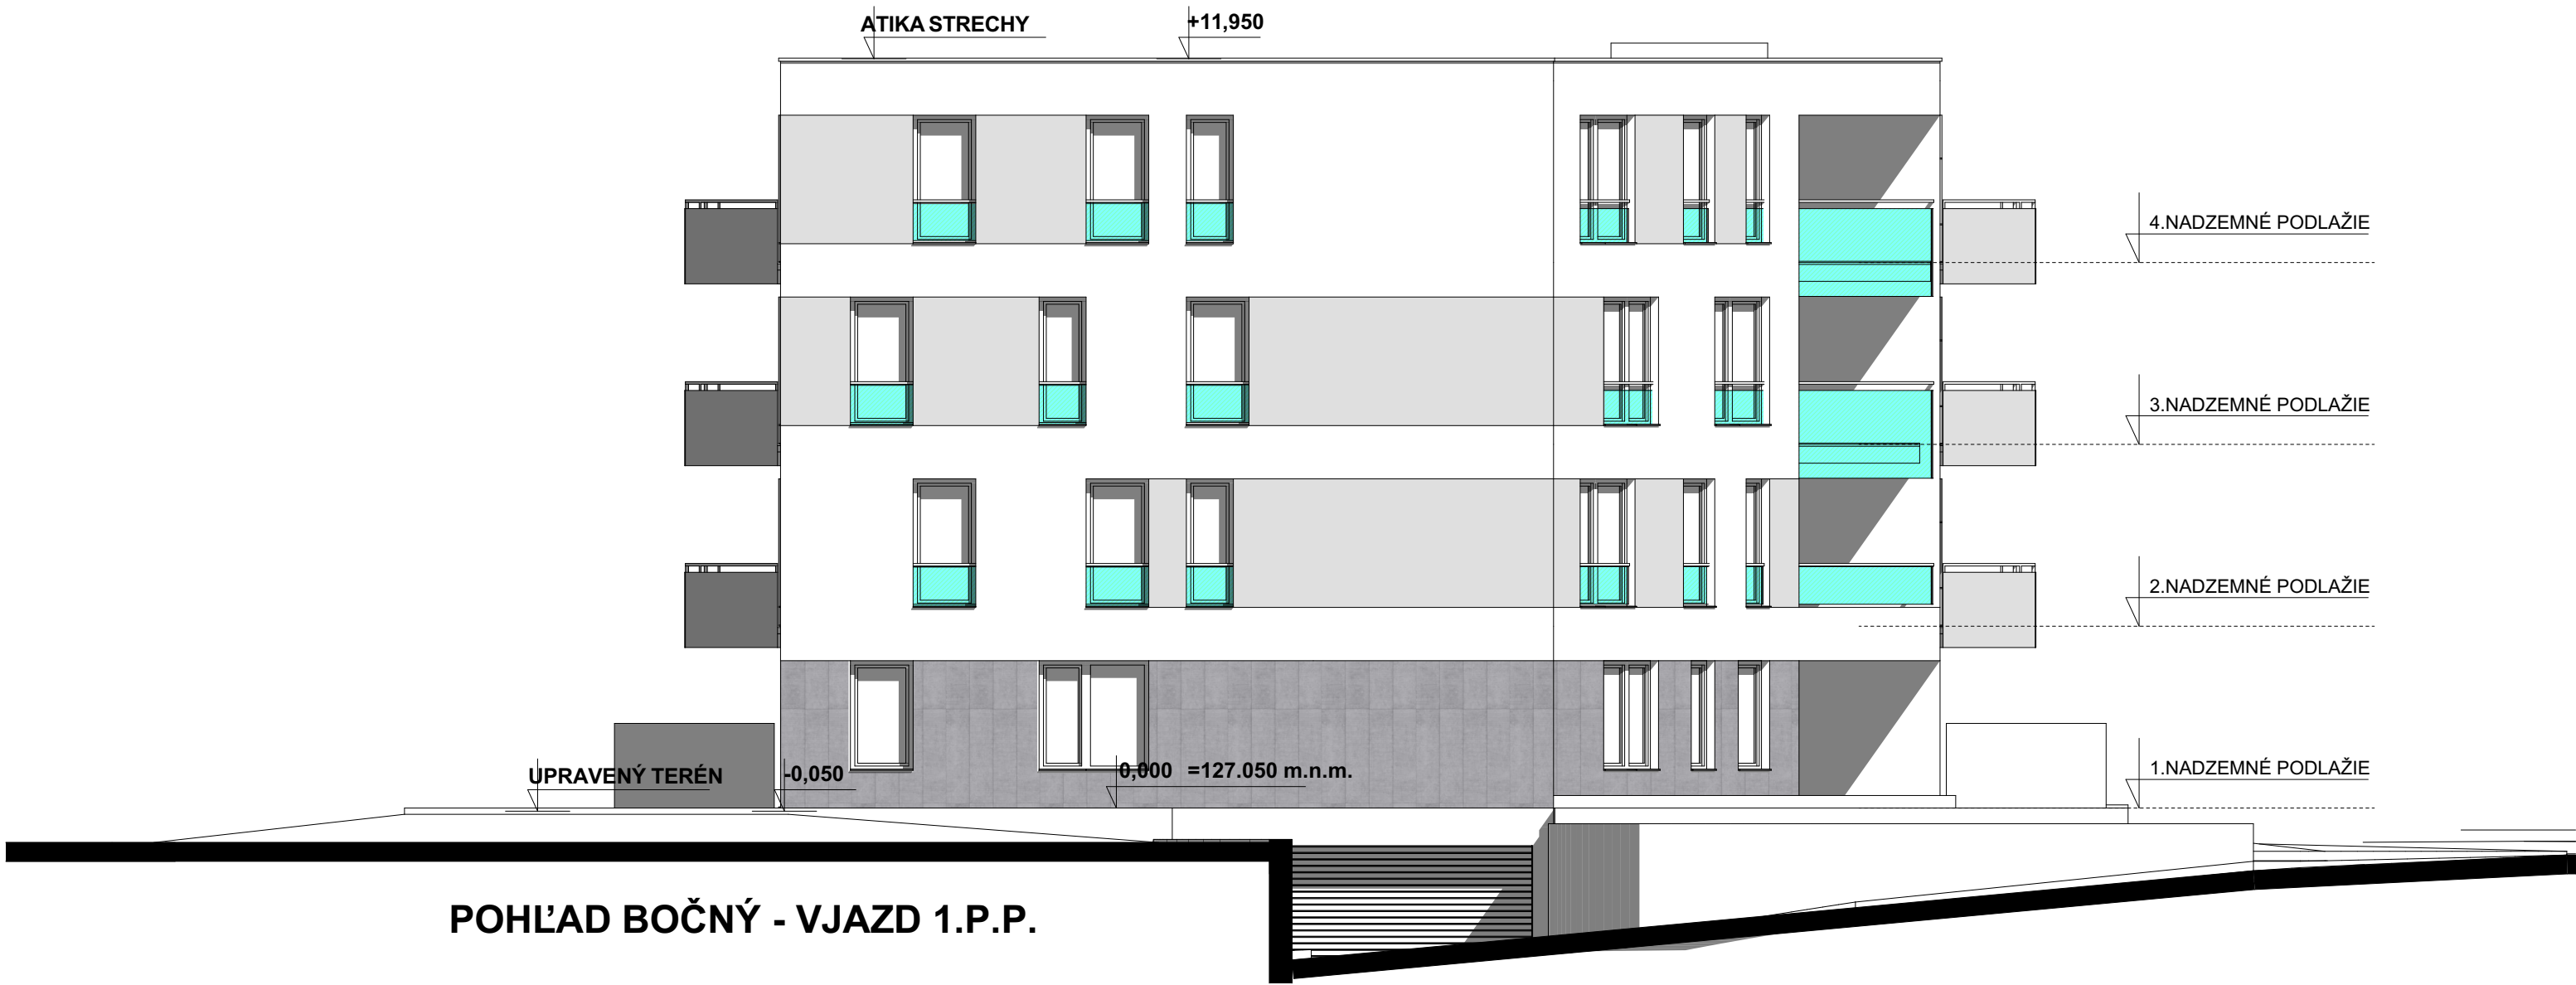 ATIKA STRECHY
+11,950
4.NADZEMNÉ PODLAŽIE
3.NADZEMNÉ PODLAŽIE
2.NADZEMNÉ PODLAŽIE
1.NADZEMNÉ PODLAŽIE
UPRAVENÝ TERÉN
-0,050
0,000 =127.050 m.n.m.
POHĽAD BOČNÝ - VJAZD 1.P.P.